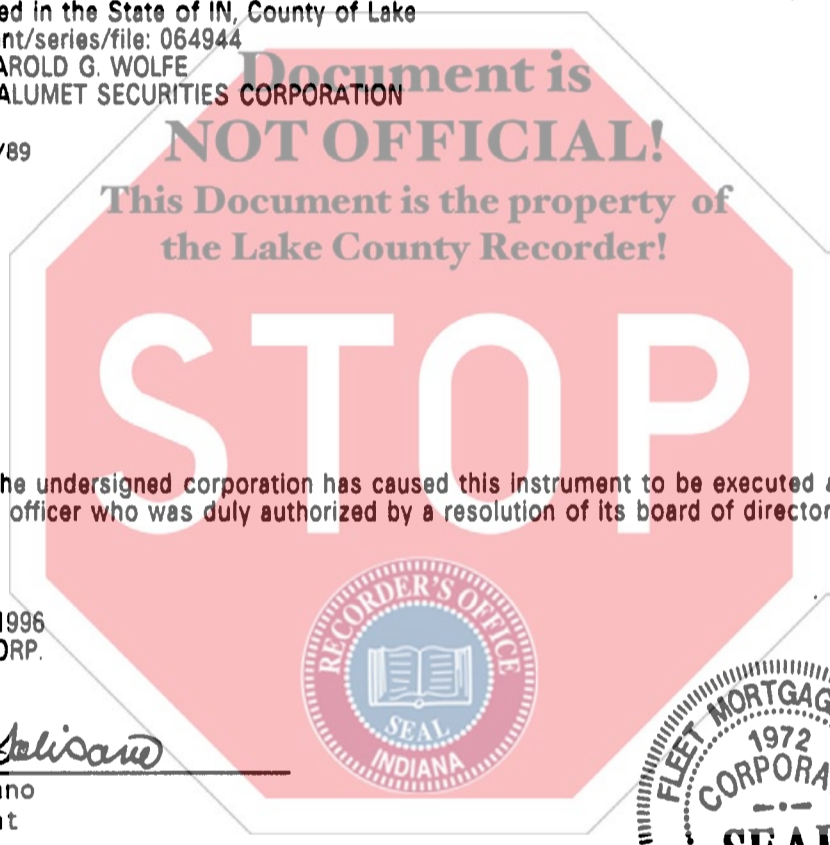 ed in the State of IN, County of Lake
nt/series/file: 064944
AROLD G. WOLFE
ALUMET SECURITIES CORPORATION
/89
Document is
NOT OFFICIAL!
This Document is the property of
the Lake County Recorder!
STOP
he undersigned corporation has caused this instrument to be executed a
officer who was duly authorized by a resolution of its board of director
1996
ORP.
no
t
RECORDER'S OFFICE
SEAL
INDIANA
FLEET MORTGAG
1972
CORPORA
SEAL